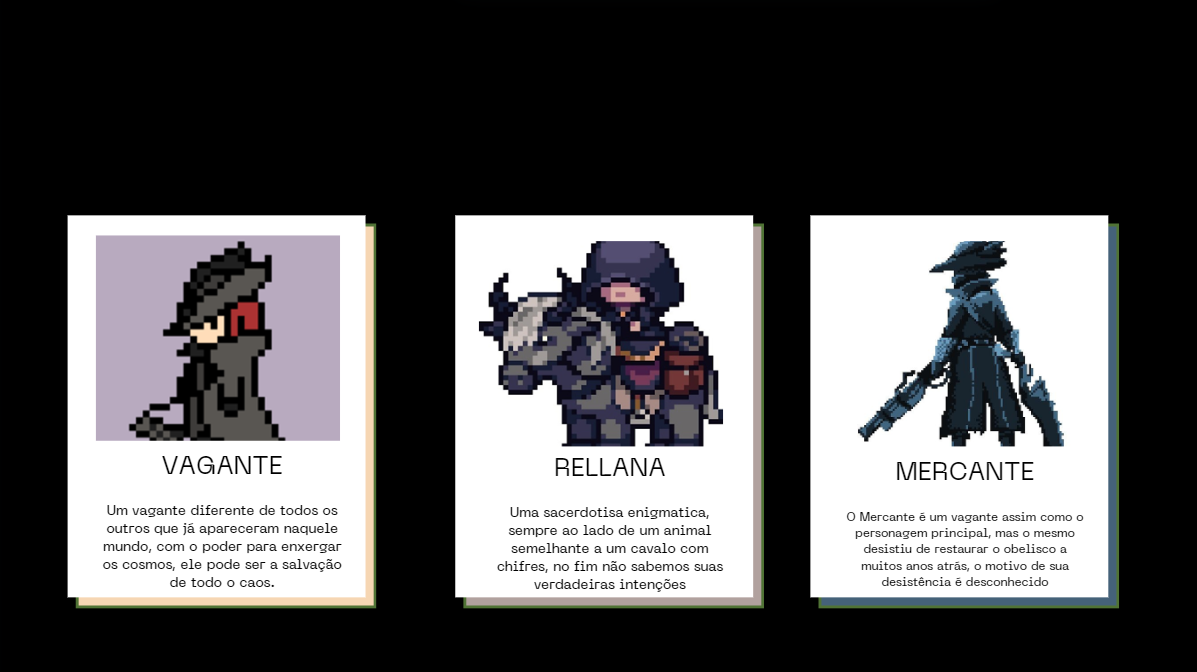 VAGANTE
Um vagante diferente de todos os
outros que já apareceram naquele
mundo, com o poder para enxergar
os cosmos, ele pode ser a salvação
de todo o caos.
RELLANA
Uma sacerdotisa enigmatica,
sempre ao lado de um animal
semelhante a um cavalo com
chifres, no fim não sabemos suas
verdadeiras intenções
MERCANTE
O Mercante é um vagante assim como o
personagem principal, mas o mesmo
desistiu de restaurar o obelisco a
muitos anos atrás, o motivo de sua
desistência é desconhecido